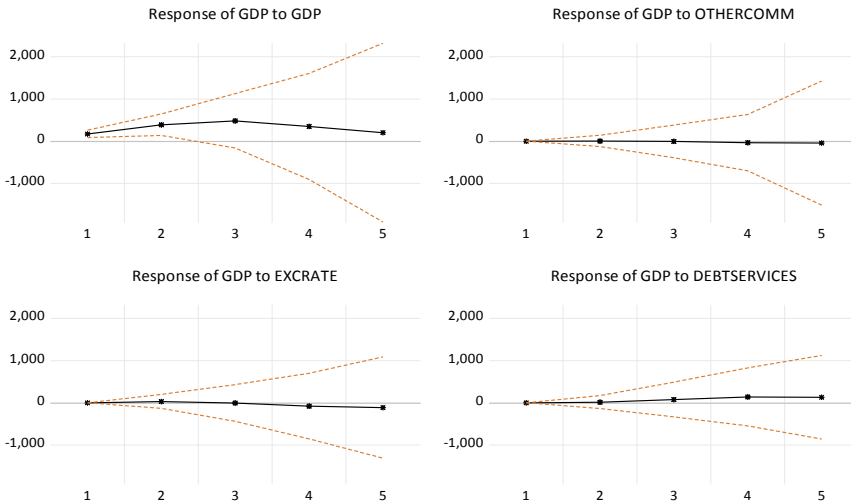 Response of GDP to GDP
2,000
1,000
0
-1,000
1 2 3 4 5
Response of GDP to OTHERCOMM
2,000
1,000
0
-1,000
1 2 3 4 5
Response of GDP to EXCRATE
2,000
1,000
0
-1,000
1 2 3 4 5
Response of GDP to DEBTSERVICES
2,000
1,000
0
-1,000
1 2 3 4 5